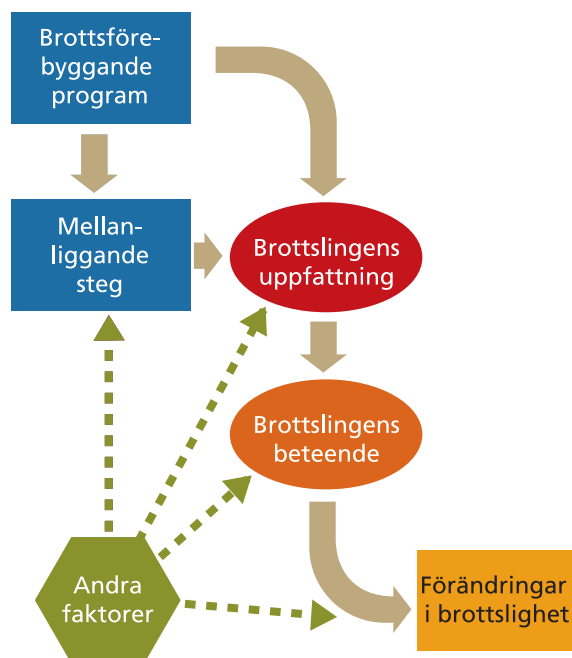 Brottsföre-
byggande
program
Mellan-
liggande
steg
Brottslingens
uppfattning
Brottslingens
beteende
Andra
faktorer
Förändringar
i brottslighet